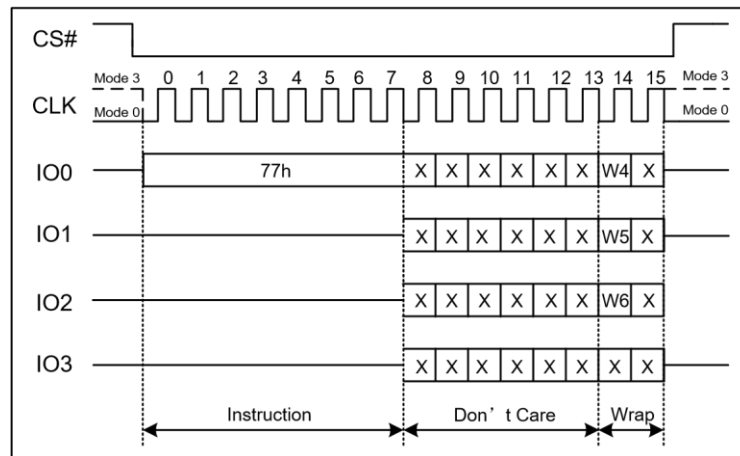 CS#
Mode 3 0 1 2 3 4 5 6 7 8 9 10 11 12 13 14 15 Mode 3
CLK
Mode 0 Mode 0
IO0 77h X X X X X X W4 X
IO1 X X X X X X W5 X
IO2 X X X X X X W6 X
IO3 X X X X X X X X
Instruction Don’t Care Wrap